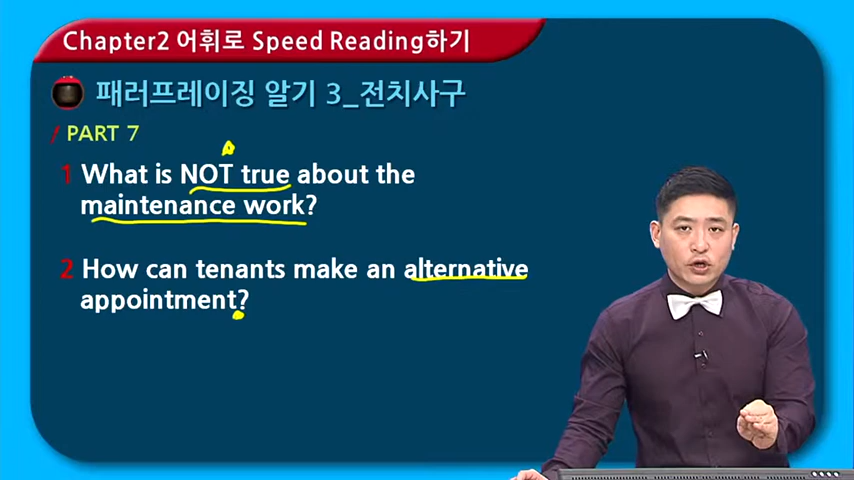 Chapter2 어휘로 Speed Reading하기
패러프레이징 알기 3_전치사구
/ PART 7
1 What is NOT true about the
maintenance work?
2 How can tenants make an alternative
appointment?